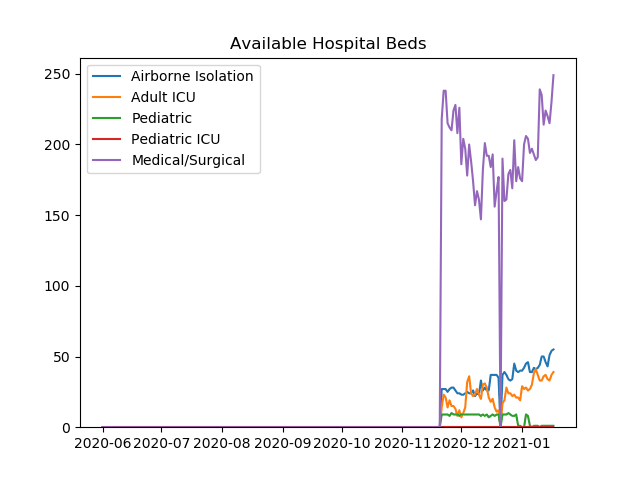 Available Hospital Beds
250
200
150
100
50
0
Airborne Isolation
Adult ICU
Pediatric
Pediatric ICU
Medical/Surgical
2020-06 2020-07 2020-08 2020-09 2020-10 2020-11 2020-12 2021-01